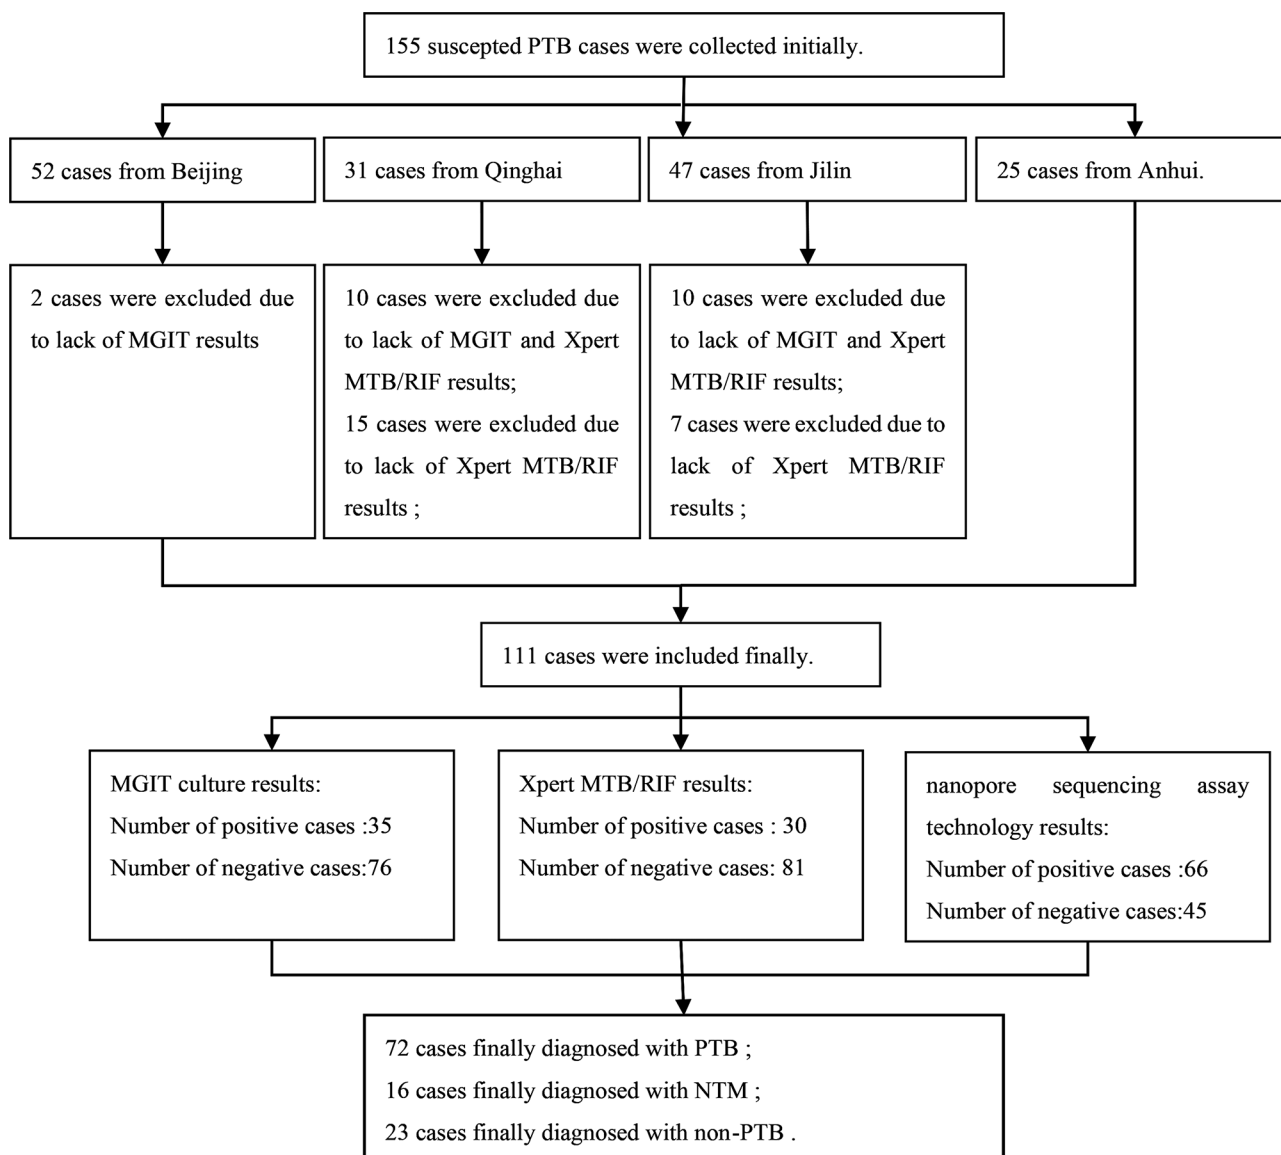 155 suscepted PTB cases were collected initially.
52 cases from Beijing
31 cases from Qinghai
47 cases from Jilin
25 cases from Anhui.
2 cases were excluded due
to lack of MGIT results
10 cases were excluded due
to lack of MGIT and Xpert
MTB/RIF results;
15 cases were excluded due
to lack of Xpert MTB/RIF
results ;
10 cases were excluded due
to lack of MGIT and Xpert
MTB/RIF results;
7 cases were excluded due to
lack of Xpert MTB/RIF
results ;
111 cases were included finally.
MGIT culture results:
Number of positive cases :35
Number of negative cases:76
Xpert MTB/RIF results:
Number of positive cases : 30
Number of negative cases: 81
nanopore sequencing assay
technology results:
Number of positive cases :66
Number of negative cases:45
72 cases finally diagnosed with PTB ;
16 cases finally diagnosed with NTM ;
23 cases finally diagnosed with non-PTB .